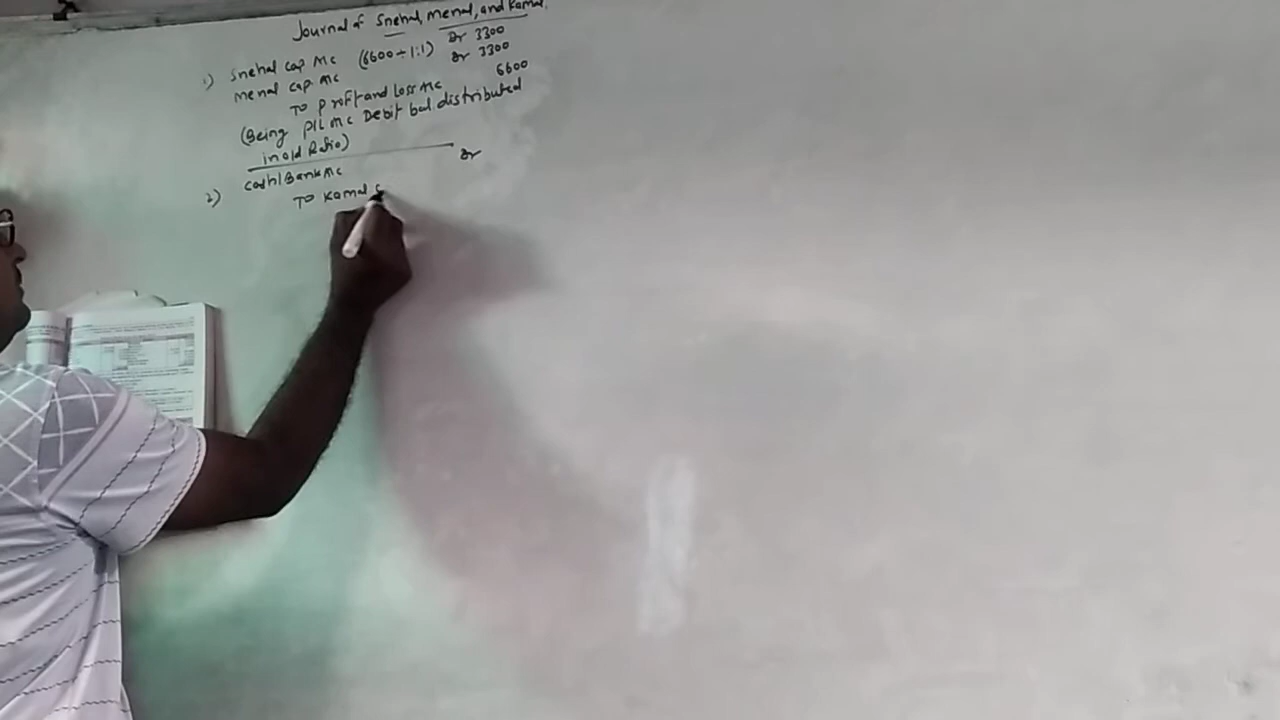 Journal of Snehal, Menal, and Kamal.
1) Snehal Cap A/c (6600 ÷ 1:1) Dr 3300
Menal Cap. A/c Dr 3300
To Profit and Loss A/c 6600
(Being P/L A/c Debit bal distributed
in old Ratio)
2) Cash/Bank A/c Dr
To Kamal